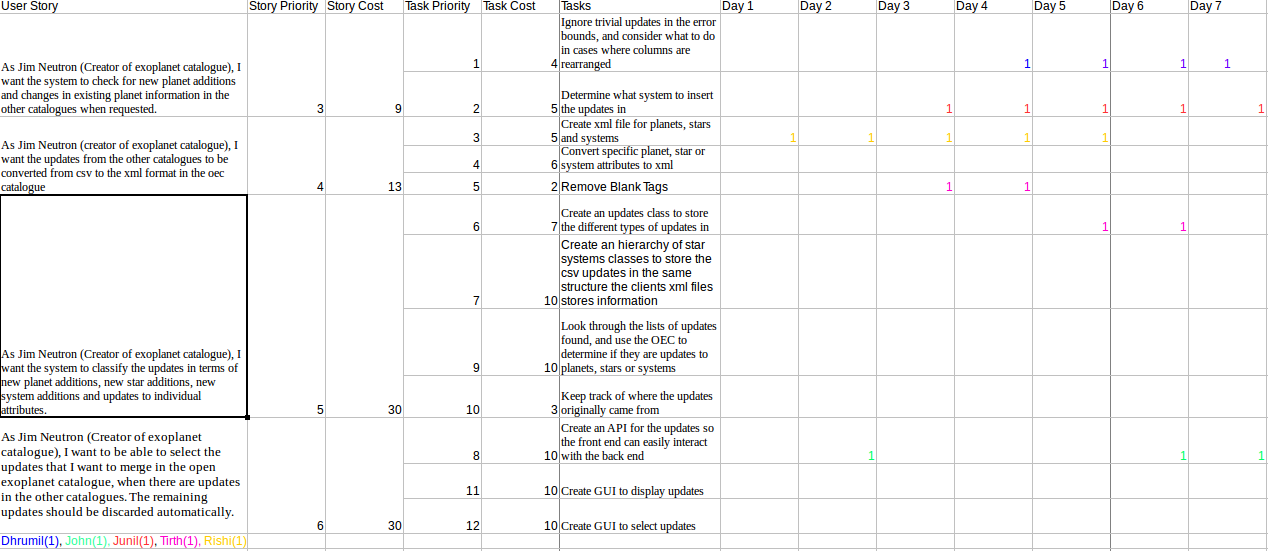 User Story Story Priority Story Cost Task Priority Task Cost Tasks Day 1 Day 2 Day 3 Day 4 Day 5 Day 6 Day 7
Ignore trivial updates in the error
bounds, and consider what to do
in cases where columns are
1 4 rearranged 1 1 1 1
As Jim Neutron (Creator of exoplanet catalogue), I
want the system to check for new planet additions
and changes in existing planet information in the
other catalogues when requested.
3 9 2 5 Determine what system to insert
the updates in 1 1 1 1 1
Create xml file for planets, stars
3 5 and systems 1 1 1 1 1
As Jim Neutron (creator of exoplanet catalogue), I
want the updates from the other catalogues to be
converted from csv to the xml format in the oec
catalogue
Convert specific planet, star or
4 6 system attributes to xml
4 13 5 2 Remove Blank Tags 1 1
Create an updates class to store
6 7 the different types of updates in 1 1
Create an hierarchy of star
systems classes to store the
csv updates in the same
structure the clients xml files
7 10 stores information
Look through the lists of updates
found, and use the OEC to
determine if they are updates to
9 10 planets, stars or systems
As Jim Neutron (Creator of exoplanet catalogue), I
want the system to classify the updates in terms of
new planet additions, new star additions, new
system additions and updates to individual
attributes.
Keep track of where the updates
5 30 10 3 originally came from
Create an API for the updates so
the front end can easily interact
8 10 with the back end 1 1 1
As Jim Neutron (Creator of exoplanet
catalogue), I want to be able to select the
updates that I want to merge in the open
exoplanet catalogue, when there are updates
in the other catalogues. The remaining
updates should be discarded automatically.
11 10 Create GUI to display updates
6 30 12 10 Create GUI to select updates
Dhrumil(1), John(1), Junil(1), Tirth(1), Rishi(1)